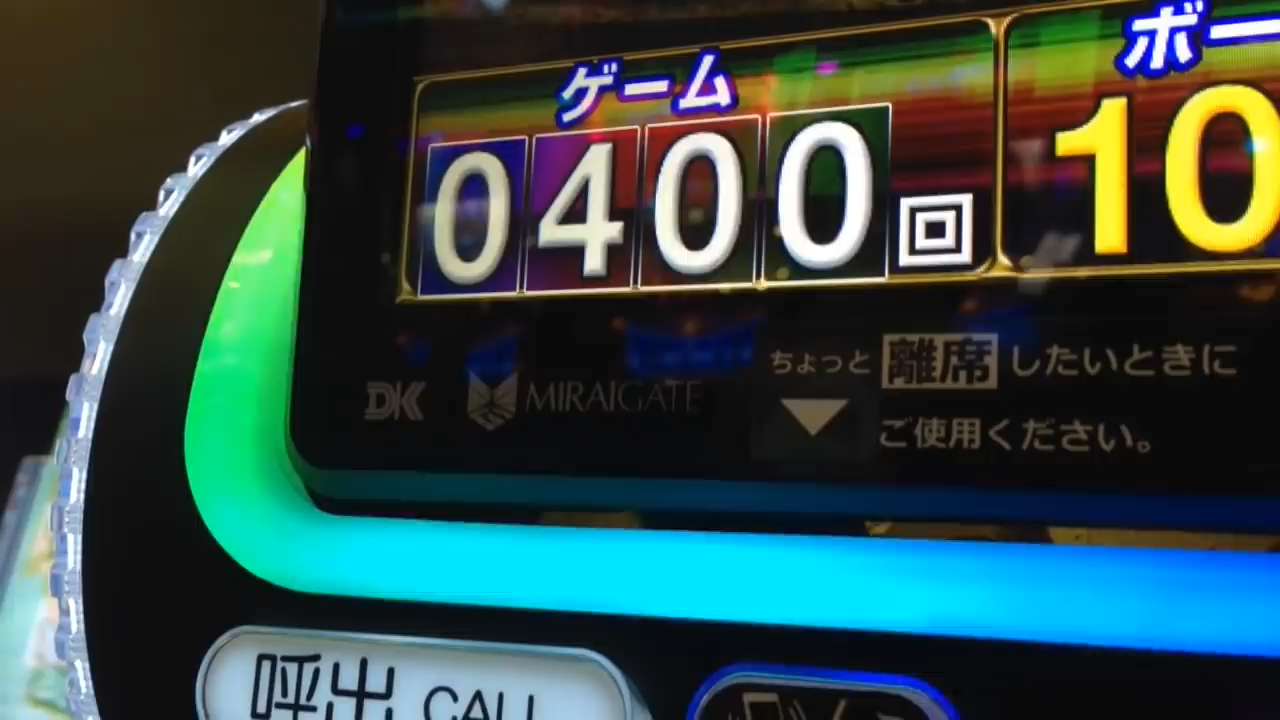 ゲーム
0400回
ボー
10
DK MIRAIGATE
ちょっと離席したいときに
ご使用ください。
呼出 CALL